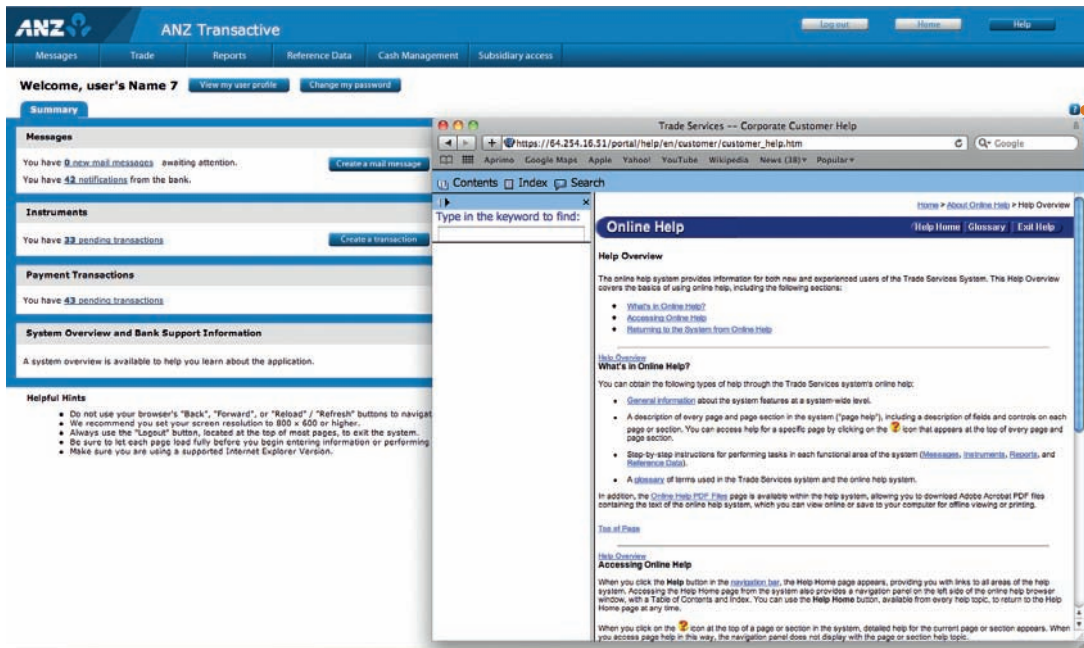 ANZ
ANZ Transactive
Log out
Home
Help
Messages
Trade
Reports
Reference Data
Cash Management
Subsidiary access
Welcome, user's Name 7
View my user profile
Change my password
Summary
Messages
You have 0 new mail messages awaiting attention.
Create a mail message
You have 42 notifications from the bank.
Instruments
You have 33 pending transactions
Create a transaction
Payment Transactions
You have 43 pending transactions
System Overview and Bank Support Information
A system overview is available to help you learn about the application.
Helpful Hints
Do not use your browser's "Back", "Forward", or "Reload" / "Refresh" buttons to navigat
We recommend you set your screen resolution to 800 x 600 or higher.
Always use the "Logout" button, located at the top of most pages, to exit the system.
Be sure to let each page load fully before you begin entering information or performing
Make sure you are using a supported Internet Explorer Version.
Trade Services -- Corporate Customer Help
https://64.254.16.51/portal/help/en/customer/customer_help.htm
Google
Aprimo
Google Maps
Apple
Yahoo!
YouTube
Wikipedia
News (38)
Popular
Contents
Index
Search
Type in the keyword to find:
Home > About Online Help > Help Overview
Online Help
Help Home
Glossary
Exit Help
Help Overview
The online help system provides information for both new and experienced users of the Trade Services System. This Help Overview
covers the basics of using online help, including the following sections:
What's in Online Help?
Accessing Online Help
Returning to the System from Online Help
Help Overview
What's in Online Help?
You can obtain the following types of help through the Trade Services system's online help:
General information about the system features at a system-wide level.
A description of every page and page section in the system ("page help"), including a description of fields and controls on each
page or section. You can access help for a specific page by clicking on the ? icon that appears at the top of every page and
page section.
Step-by-step instructions for performing tasks in each functional area of the system (Messages, Instruments, Reports, and
Reference Data).
A glossary of terms used in the Trade Services system and the online help system.
In addition, the Online Help PDF Files page is available within the help system, allowing you to download Adobe Acrobat PDF files
containing the text of the online help system, which you can view online or save to your computer for offline viewing or printing.
Top of Page
Help Overview
Accessing Online Help
When you click the Help button in the navigation bar, the Help Home page appears, providing you with links to all areas of the help
system. Accessing the Help Home page from the system also provides a navigation panel on the left side of the online help browser
window, with a Table of Contents and Index. You can use the Help Home button, available from every help topic, to return to the Help
Home page at any time.
When you click on the ? icon at the top of a page or section in the system, detailed help for the current page or section appears. When
you access page help in this way, the navigation panel does not display with the page or section help topic.